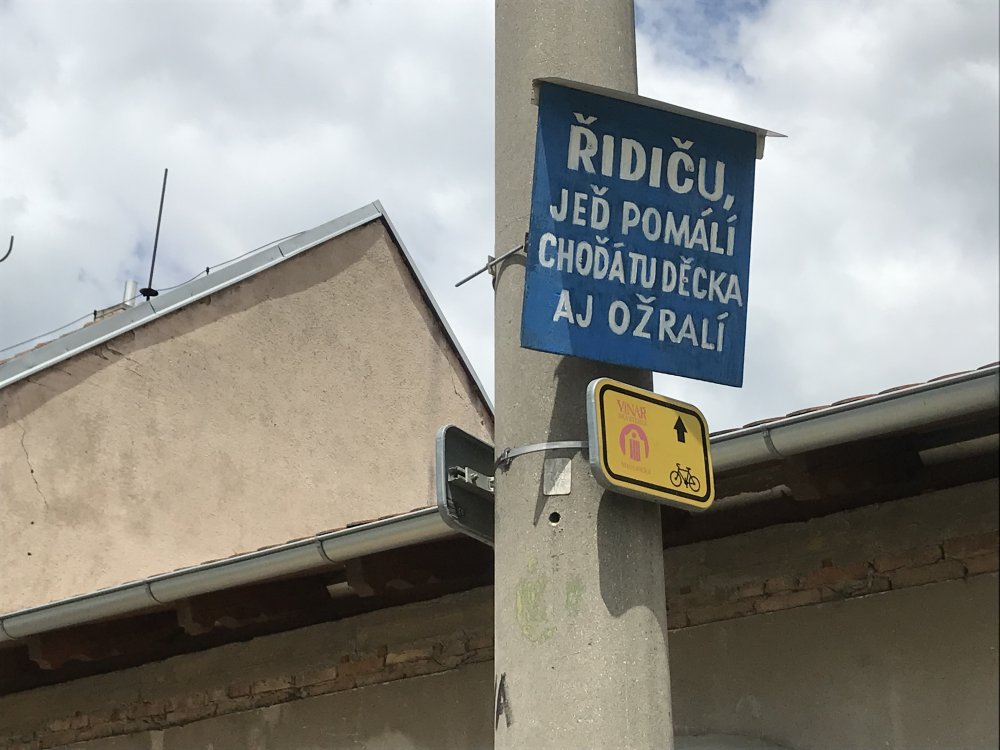 ŘIDIČU,
JEĎ POMÁLÍ
CHOĎÁ TU DĚCKA
AJ OŽRALÍ
VINAŘ